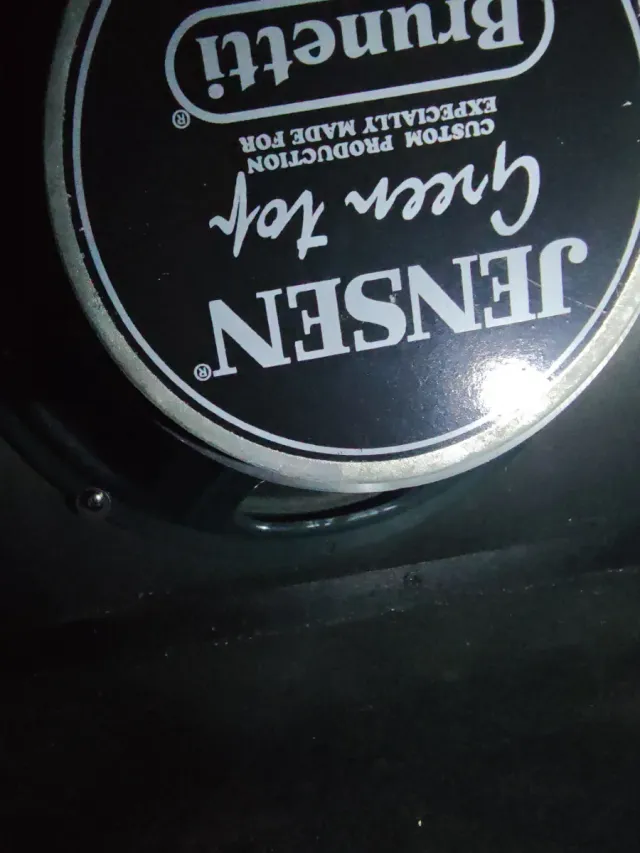 JENSEN®
Green top
CUSTOM PRODUCTION
EXPECIALLY MADE FOR
Brunetti®